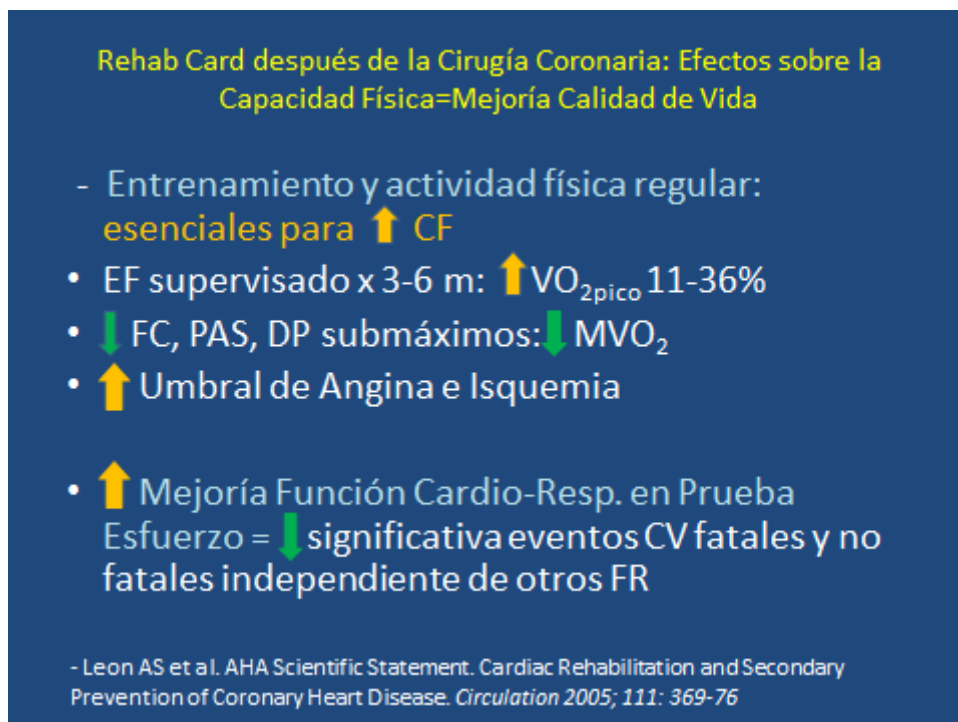 Rehab Card después de la Cirugía Coronaria: Efectos sobre la
Capacidad Física=Mejoría Calidad de Vida
- Entrenamiento y actividad física regular:
esenciales para ⬆ CF
• EF supervisado x 3-6 m: ⬆VO₂pico 11-36%
• ⬇ FC, PAS, DP submáximos:⬇ MVO₂
• ⬆ Umbral de Angina e Isquemia
• ⬆ Mejoría Función Cardio-Resp. en Prueba
Esfuerzo = ⬇significativa eventos CV fatales y no
fatales independiente de otros FR
- Leon AS et al. AHA Scientific Statement. Cardiac Rehabilitation and Secondary
Prevention of Coronary Heart Disease. Circulation 2005; 111: 369-76